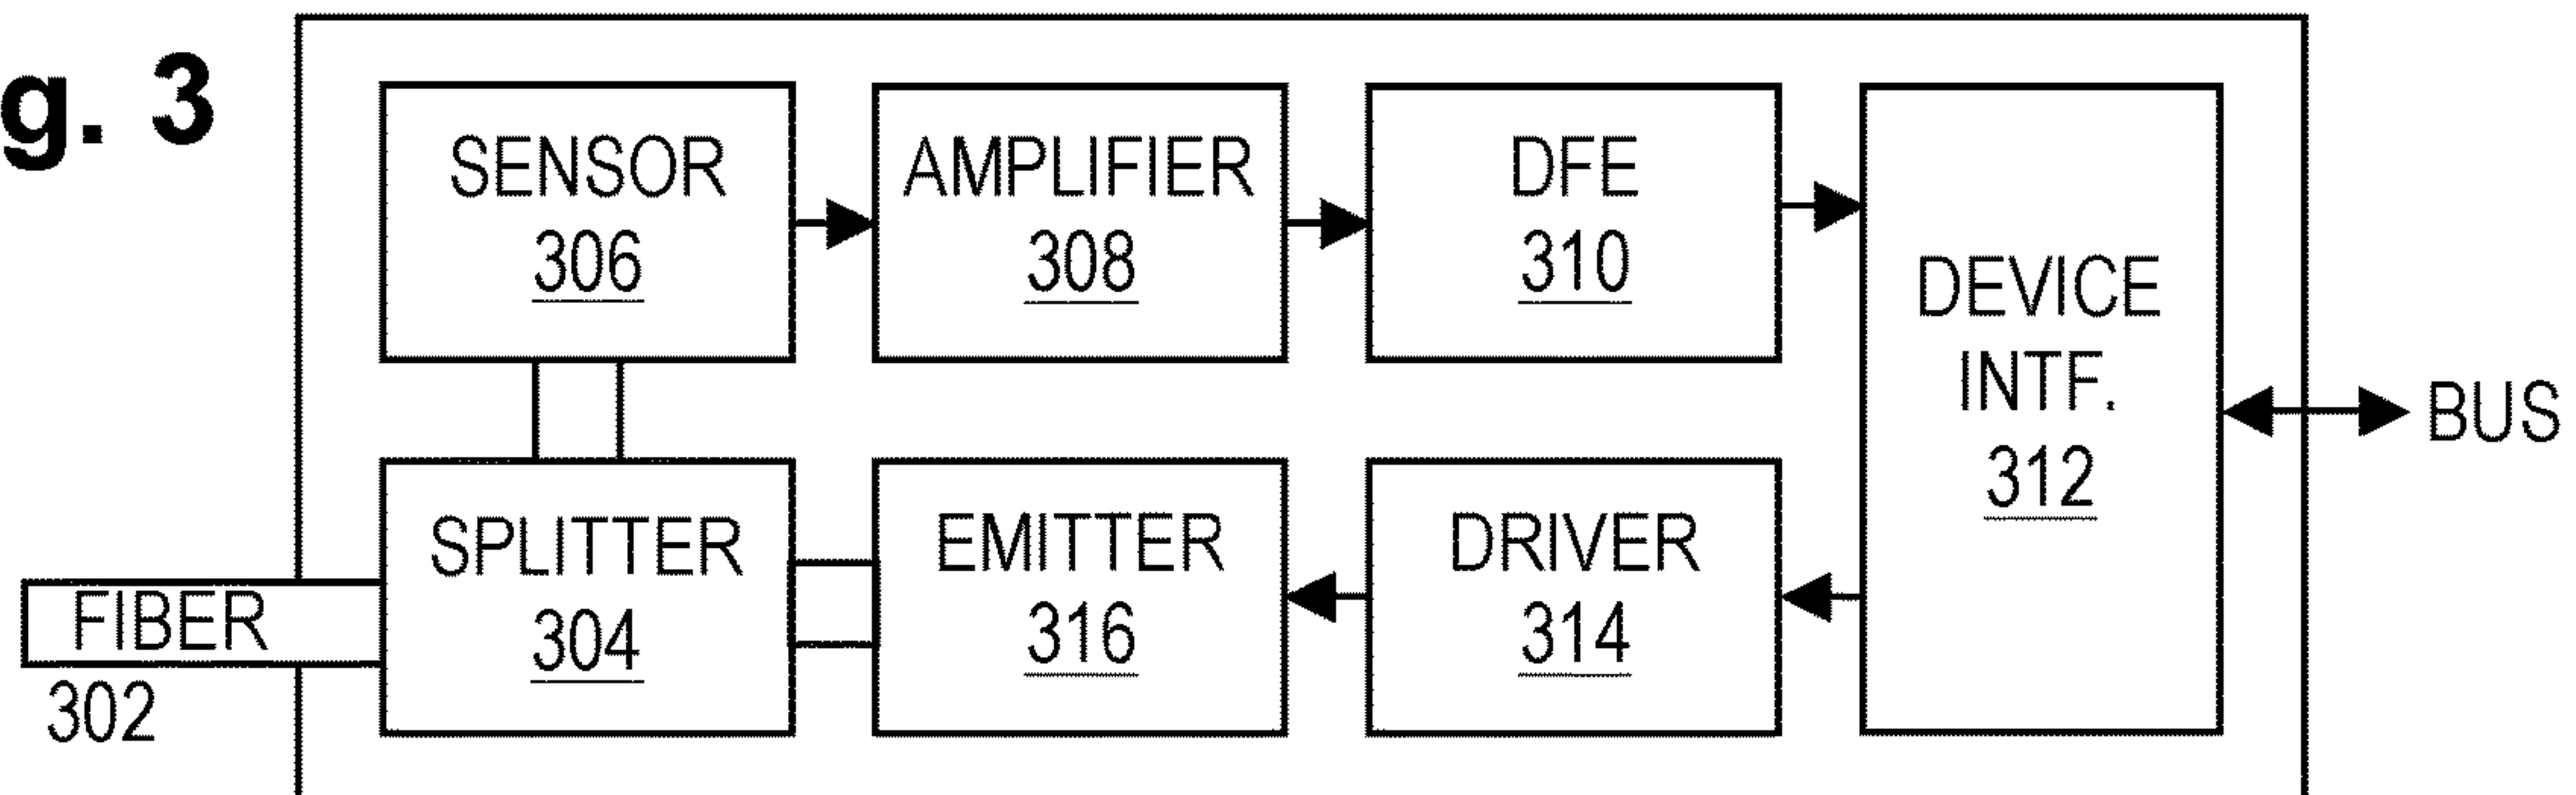 g. 3
SENSOR
306
AMPLIFIER
308
DFE
310
DEVICE
INTF.
312
BUS
SPLITTER
304
EMITTER
316
DRIVER
314
FIBER
302